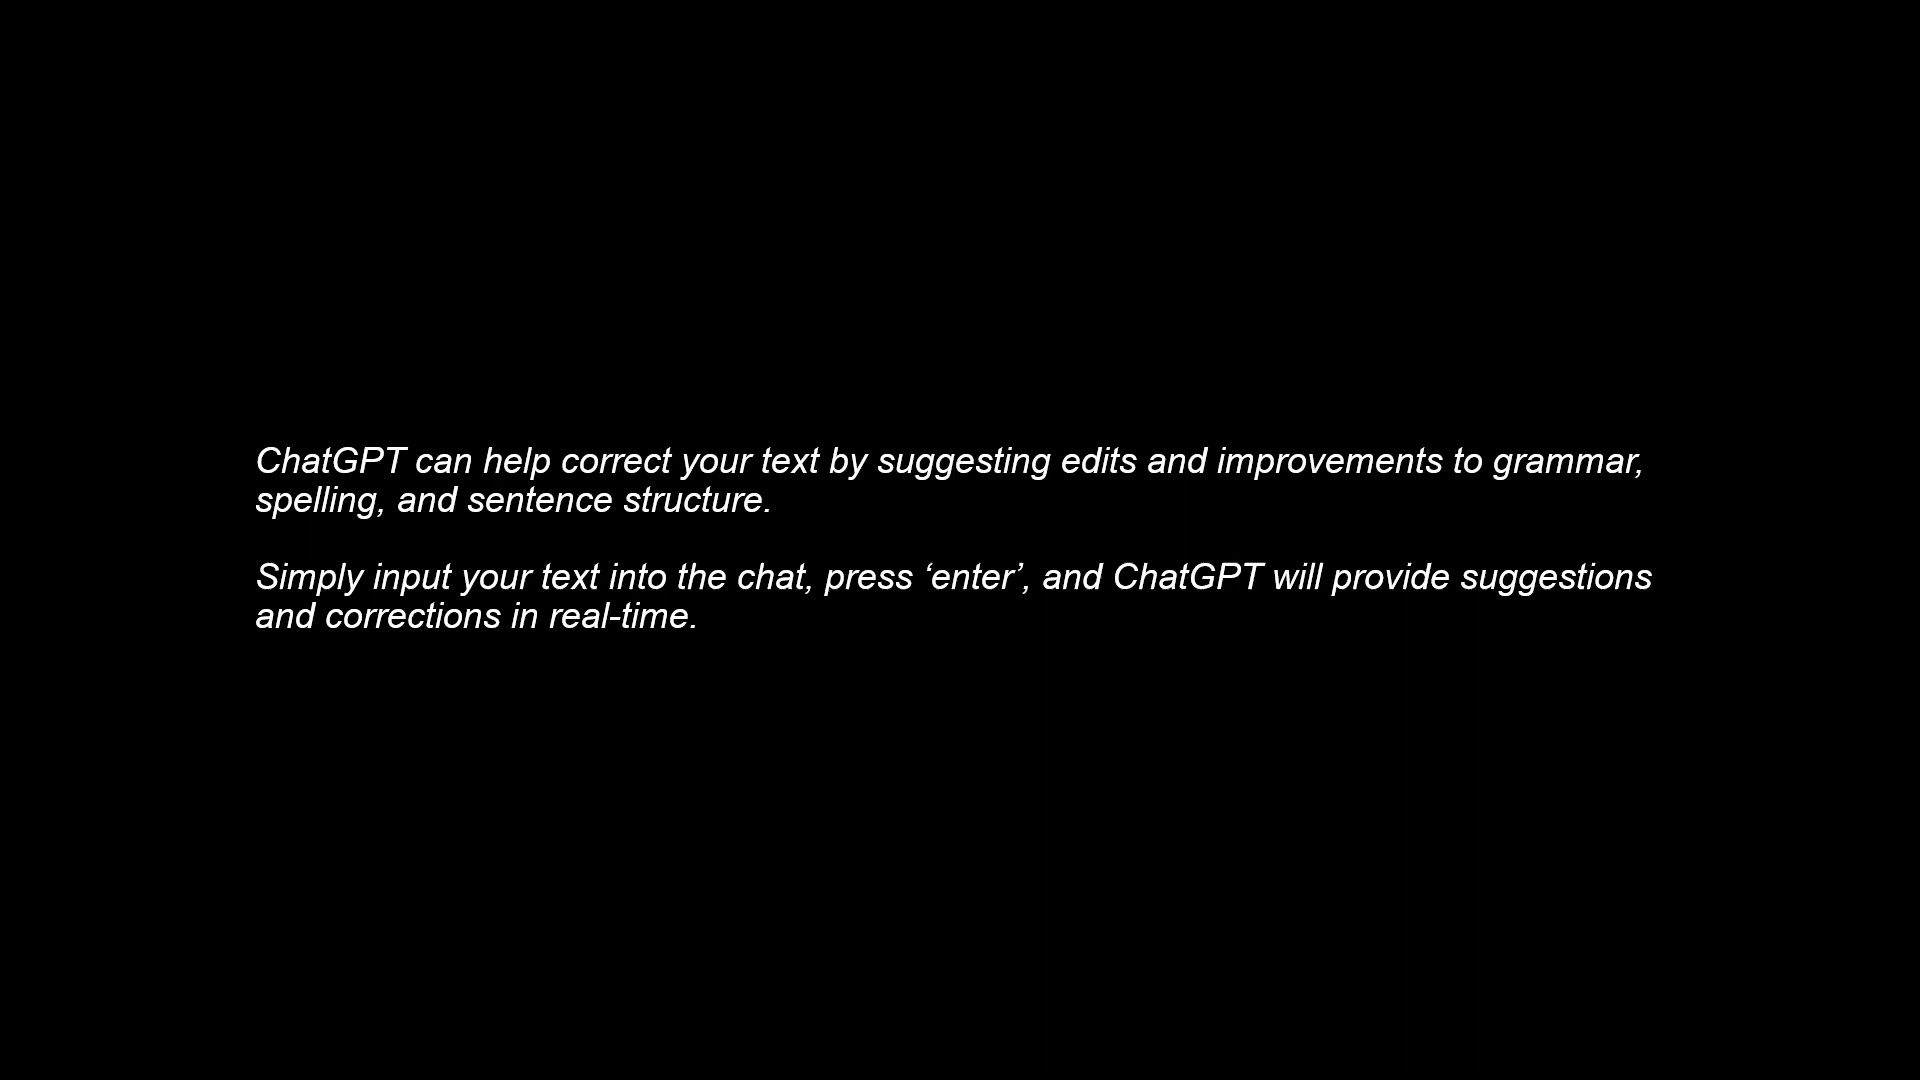 ChatGPT can help correct your text by suggesting edits and improvements to grammar,
spelling, and sentence structure.
Simply input your text into the chat, press ‘enter’, and ChatGPT will provide suggestions
and corrections in real-time.